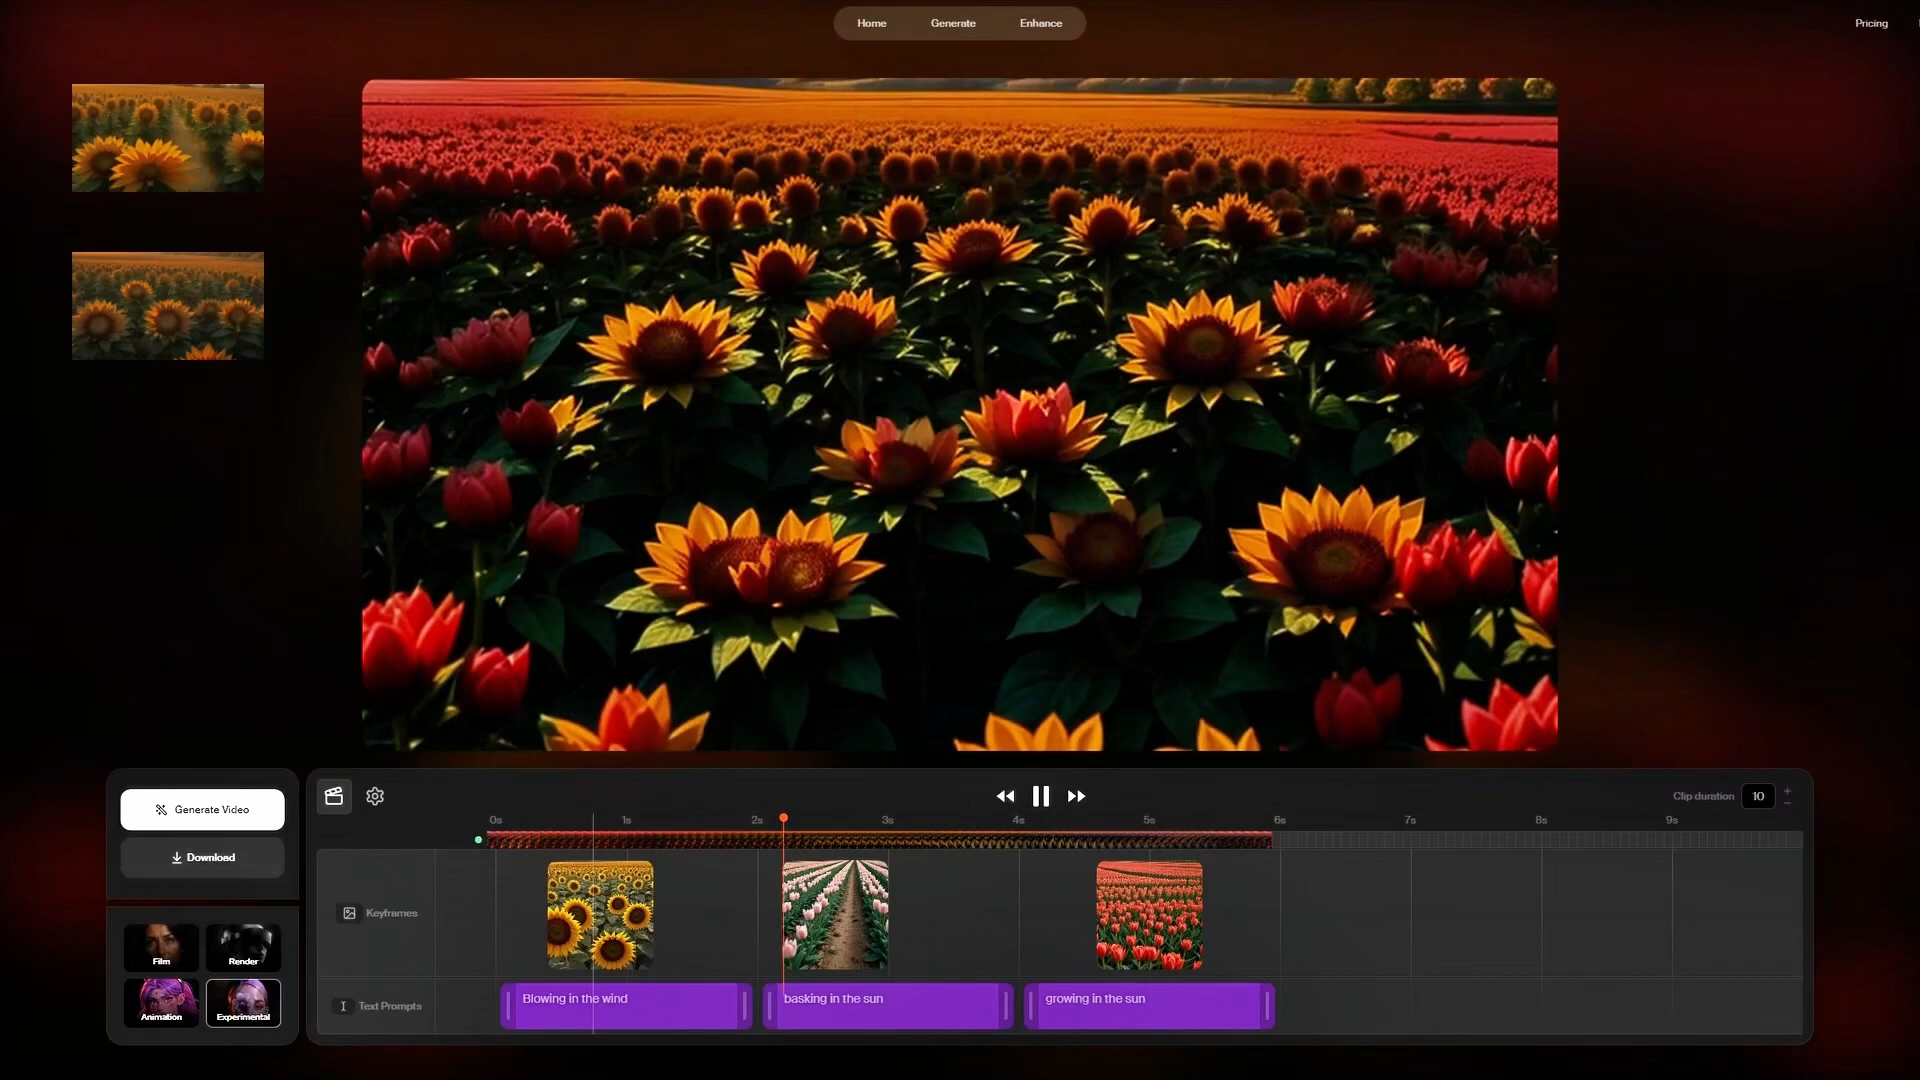 Home Generate Enhance
Pricing
Generate Video
Download
Film Render
Animation Experimental
Clip duration 10
0s 1s 2s 3s 4s 5s 6s 7s 8s 9s
Keyframes
Text Prompts
Blowing in the wind
basking in the sun
growing in the sun